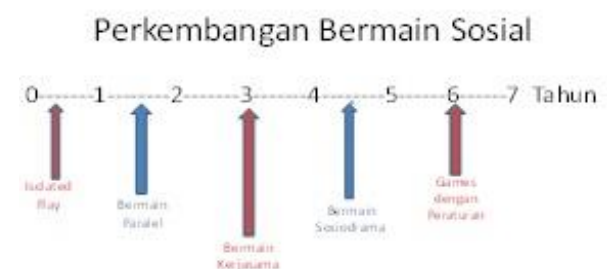 Perkembangan Bermain Sosial
0-------1---------2-------3-------4-------5------6------7 Tahun
Isolated
Play
Bermain
Paralel
Bermain
Kerjasama
Bermain
Sosiodrama
Games
dengan
Peraturan